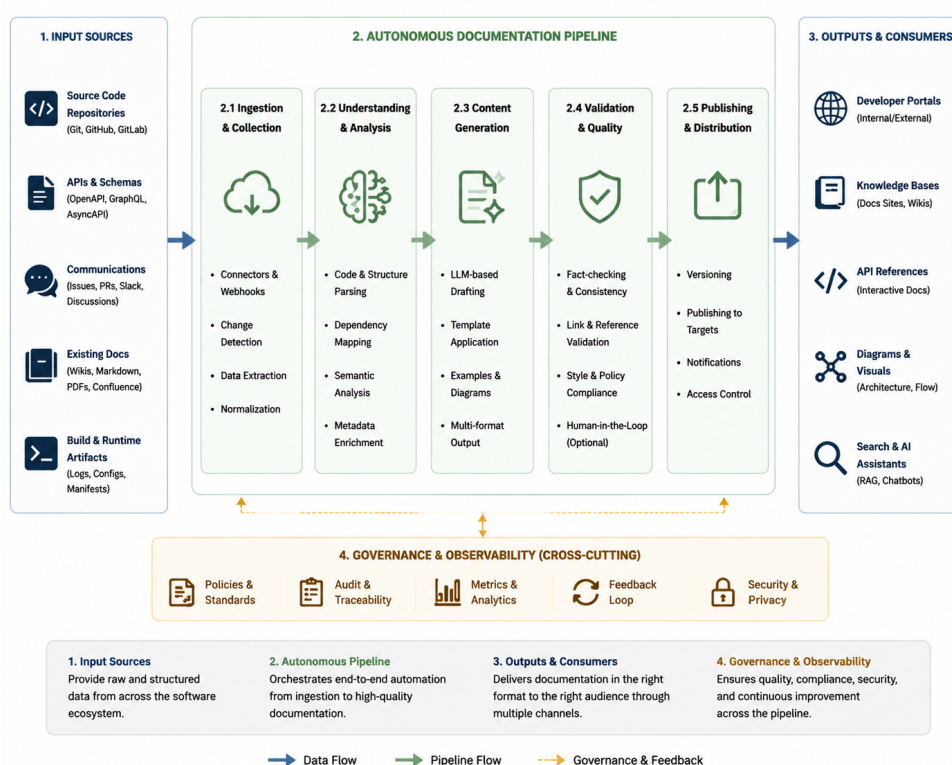 1. INPUT SOURCES
Source Code
Repositories
(Git, GitHub, GitLab)
APIs & Schemas
(OpenAPI, GraphQL,
AsyncAPI)
Communications
(Issues, PRs, Slack,
Discussions)
Existing Docs
(Wikis, Markdown,
PDFs, Confluence)
Build & Runtime
Artifacts
(Logs, Configs,
Manifests)
2. AUTONOMOUS DOCUMENTATION PIPELINE
2.1 Ingestion
& Collection
• Connectors &
Webhooks
• Change
Detection
• Data Extraction
• Normalization
2.2 Understanding
& Analysis
• Code & Structure
Parsing
• Dependency
Mapping
• Semantic
Analysis
• Metadata
Enrichment
2.3 Content
Generation
• LLM-based
Drafting
• Template
Application
• Examples &
Diagrams
• Multi-format
Output
2.4 Validation
& Quality
• Fact-checking
& Consistency
• Link & Reference
Validation
• Style & Policy
Compliance
• Human-in-the-Loop
(Optional)
2.5 Publishing
& Distribution
• Versioning
• Publishing to
Targets
• Notifications
• Access Control
3. OUTPUTS & CONSUMERS
Developer Portals
(Internal/External)
Knowledge Bases
(Docs Sites, Wikis)
API References
(Interactive Docs)
Diagrams &
Visuals
(Architecture, Flow)
Search & AI
Assistants
(RAG, Chatbots)
4. GOVERNANCE & OBSERVABILITY (CROSS-CUTTING)
Policies &
Standards
Audit &
Traceability
Metrics &
Analytics
Feedback
Loop
Security &
Privacy
1. Input Sources
Provide raw and structured
data from across the software
ecosystem.
2. Autonomous Pipeline
Orchestrates end-to-end automation
from ingestion to high-quality
documentation.
3. Outputs & Consumers
Delivers documentation in the right
format to the right audience through
multiple channels.
4. Governance & Observability
Ensures quality, compliance, security,
and continuous improvement
across the pipeline.
Data Flow
Pipeline Flow
Governance & Feedback